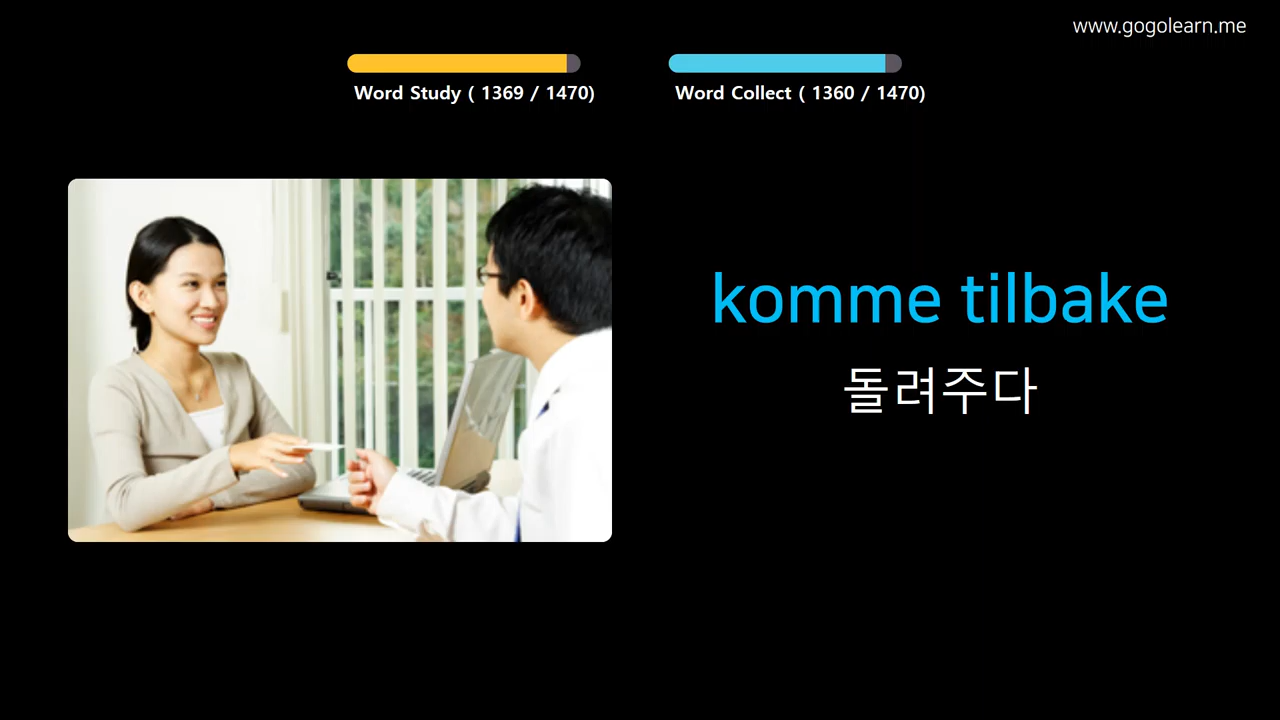 www.gogolearn.me
Word Study ( 1369 / 1470)
Word Collect ( 1360 / 1470)
komme tilbake
돌려주다